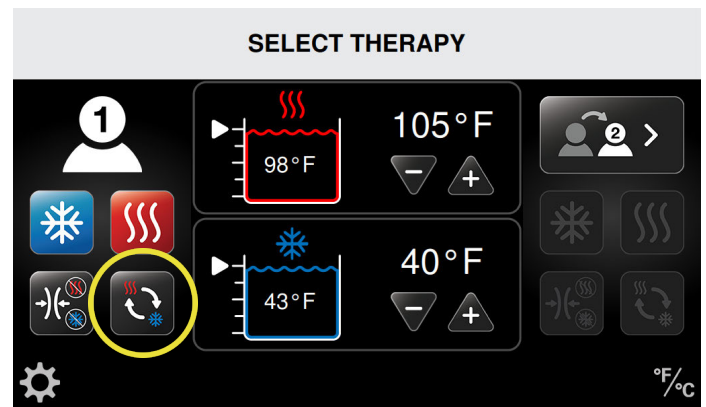 SELECT THERAPY
1
98°F
105°F
−
+
2
43°F
40°F
−
+
°F/°C